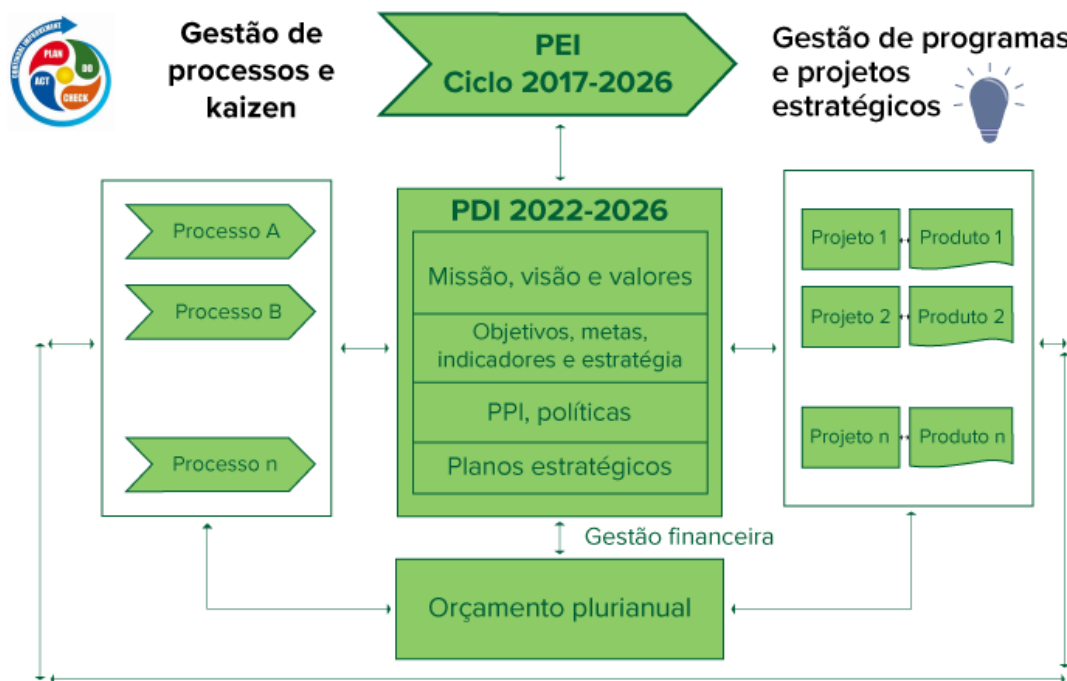 CONTINUAL IMPROVEMENT
PLAN
DO
ACT
CHECK
Gestão de
processos e
kaizen
PEI
Ciclo 2017-2026
Gestão de programas
e projetos
estratégicos
Processo A
Processo B
Processo n
PDI 2022-2026
Missão, visão e valores
Objetivos, metas,
indicadores e estratégia
PPI, políticas
Planos estratégicos
Projeto 1
Produto 1
Projeto 2
Produto 2
Projeto n
Produto n
Gestão financeira
Orçamento plurianual